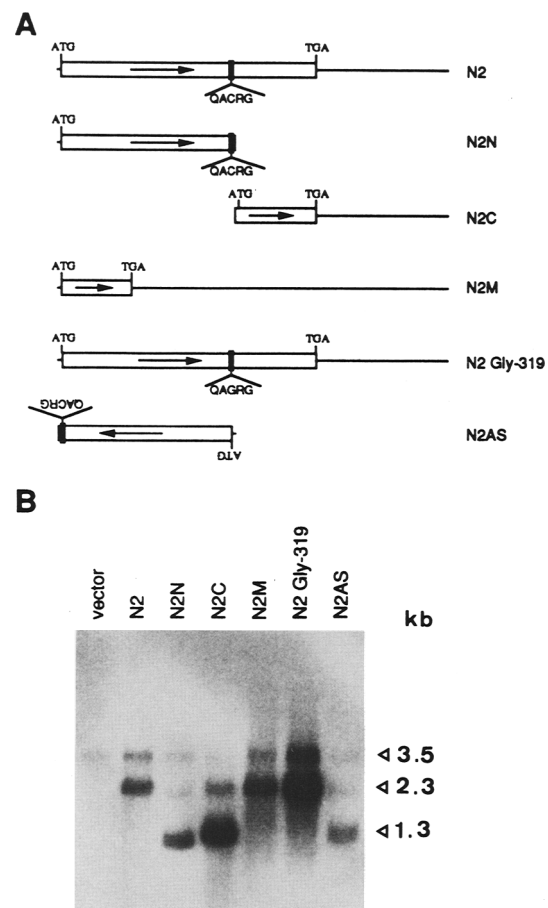 A
ATG TGA
N2
QACRG
ATG
N2N
QACRG
ATG TGA
N2C
ATG TGA
N2M
ATG TGA
N2 Gly-319
QAGRG
QACRG
N2AS
ATG
B
vector
N2
N2N
N2C
N2M
N2 Gly-319
N2AS
kb
3.5
2.3
1.3